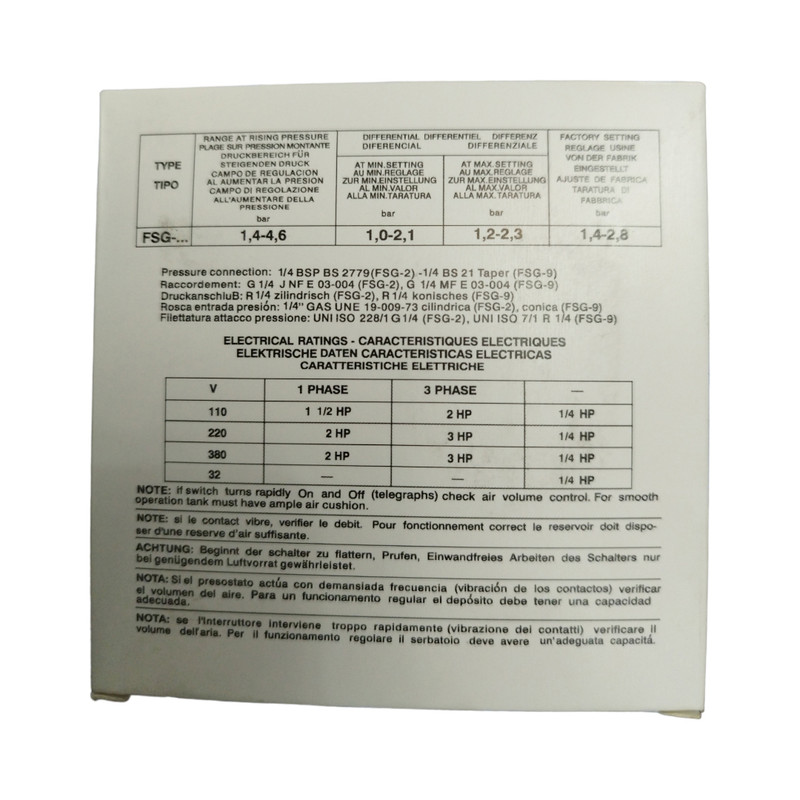 TYPE
TIPO
RANGE AT RISING PRESSURE
PLAGE SUR PRESSION MONTANTE
DRUCKBEREICH FÜR
STEIGENDEN DRUCK
CAMPO DE REGULACION
AL AUMENTAR LA PRESION
CAMPO DI REGOLAZIONE
ALL'AUMENTARE DELLA
PRESSIONE
bar
DIFFERENTIAL DIFFERENTIEL DIFFERENZ
DIFERENCIAL DIFFERENZIALE
AT MIN.SETTING
AU MIN.REGLAGE
ZUR MIN.EINSTELLUNG
AL MIN.VALOR
ALLA MIN.TARATURA
bar
AT MAX.SETTING
AU MAX.REGLAGE
ZUR MAX.EINSTELLUNG
AL MAX.VALOR
ALLA MAX.TARATURA
bar
FACTORY SETTING
REGLAGE USINE
VON DER FABRIK
EINGESTELLT
AJUSTE DE FABRICA
TARATURA DI
FABBRICA
bar
FSG-... 1,4-4,6 1,0-2,1 1,2-2,3 1,4-2,8
Pressure connection: 1/4 BSP BS 2779(FSG-2) -1/4 BS 21 Taper (FSG-9)
Raccordement: G 1/4 J NF E 03-004 (FSG-2), G 1/4 MF E 03-004 (FSG-9)
Druckanschluß: R 1/4 zilindrisch (FSG-2), R 1/4 konisches (FSG-9)
Rosca entrada presión: 1/4" GAS UNE 19-009-73 cilindrica (FSG-2), conica (FSG-9)
Filettatura attacco pressione: UNI ISO 228/1 G 1/4 (FSG-2), UNI ISO 7/1 R 1/4 (FSG-9)
ELECTRICAL RATINGS - CARACTERISTIQUES ELECTRIQUES
ELEKTRISCHE DATEN CARACTERISTICAS ELECTRICAS
CARATTERISTICHE ELETTRICHE
V 1 PHASE 3 PHASE —
110 1 1/2 HP 2 HP 1/4 HP
220 2 HP 3 HP 1/4 HP
380 2 HP 3 HP 1/4 HP
32 — — 1/4 HP
NOTE: if switch turns rapidly On and Off (telegraphs) check air volume control. For smooth
operation tank must have ample air cushion.
NOTE: si le contact vibre, verifier le debit. Pour fonctionnement correct le reservoir doit dispo-
ser d'une reserve d'air suffisante.
ACHTUNG: Beginnt der schalter zu flattern, Prufen, Einwandfreies Arbeiten des Schalters nur
bei genügendem Luftvorrat gewährleistet.
NOTA: Si el presostato actúa con demansiada frecuencia (vibración de los contactos) verificar
el volumen del aire. Para un funcionamento regular el depósito debe tener una capacidad
adecuada.
NOTA: se l'interruttore interviene troppo rapidamente (vibrazione dei contatti) verificare il
volume dell'aria. Per il funzionamento regolare il serbatoio deve avere un'adeguata capacitá.